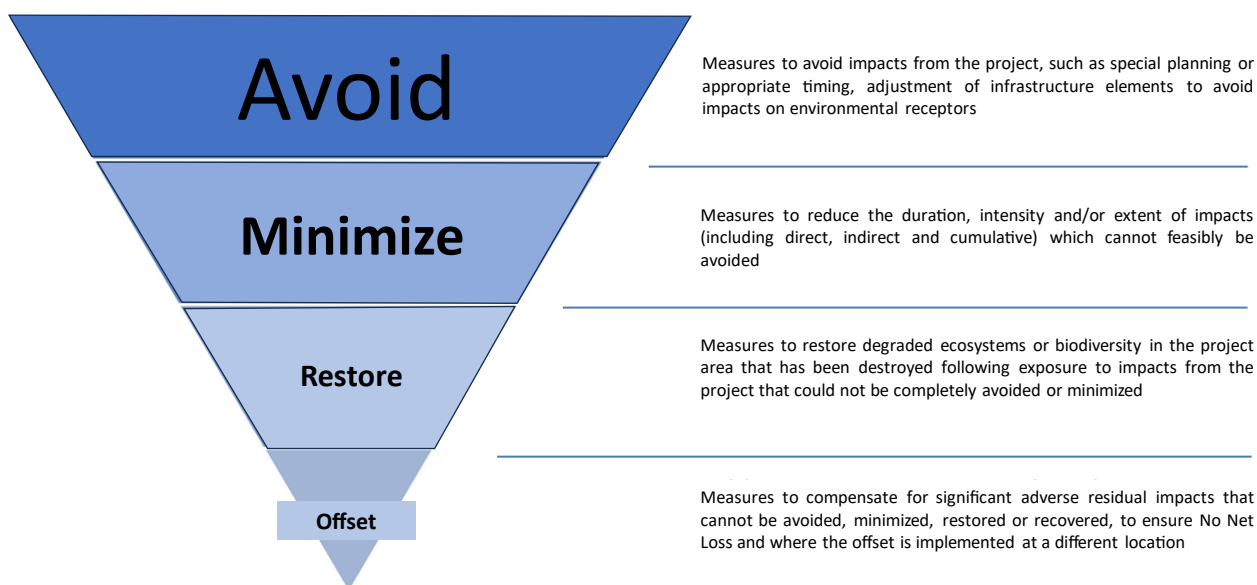 Avoid
Measures to avoid impacts from the project, such as special planning or
appropriate timing, adjustment of infrastructure elements to avoid
impacts on environmental receptors
Minimize
Measures to reduce the duration, intensity and/or extent of impacts
(including direct, indirect and cumulative) which cannot feasibly be
avoided
Restore
Measures to restore degraded ecosystems or biodiversity in the project
area that has been destroyed following exposure to impacts from the
project that could not be completely avoided or minimized
Offset
Measures to compensate for significant adverse residual impacts that
cannot be avoided, minimized, restored or recovered, to ensure No Net
Loss and where the offset is implemented at a different location